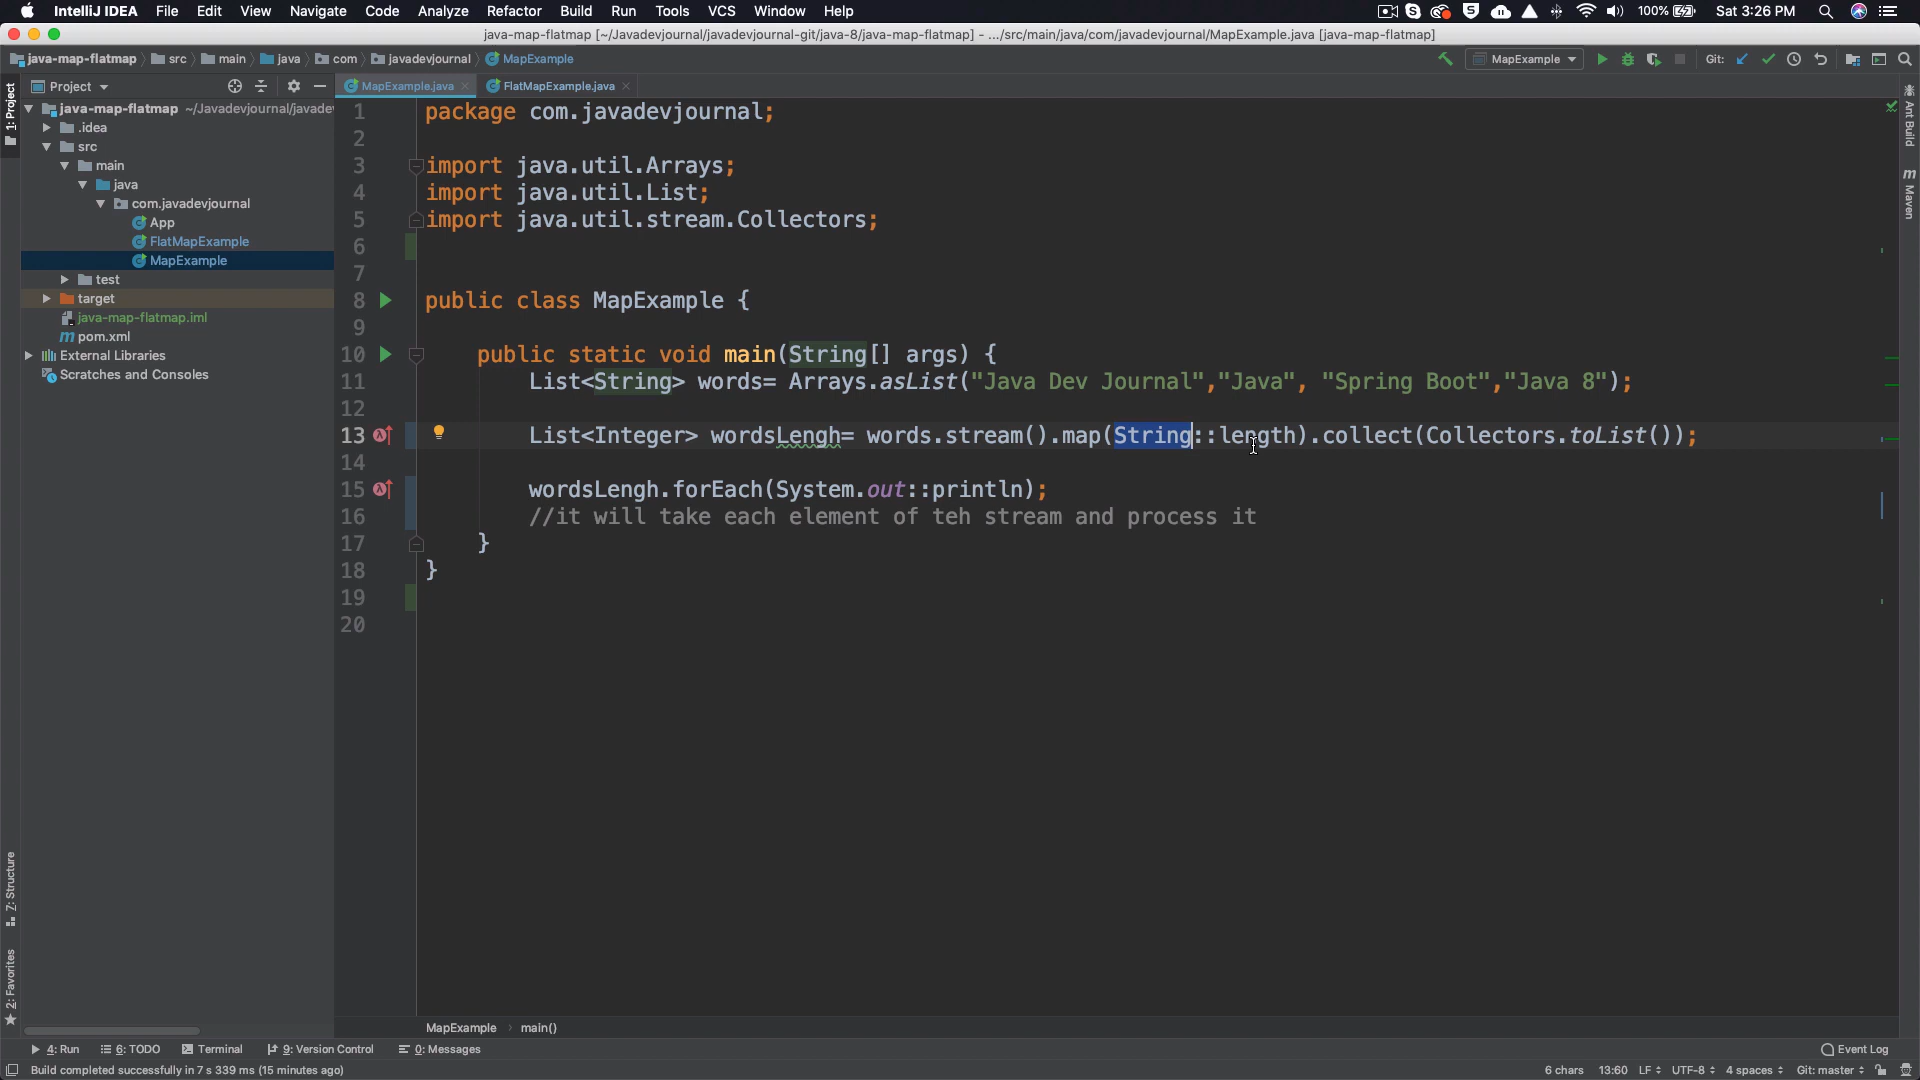 IntelliJ IDEA File Edit View Navigate Code Analyze Refactor Build Run Tools VCS Window Help 100% Sat 3:26 PM
java-map-flatmap [~/Javadevjournal/javadevjournal-git/java-8/java-map-flatmap] - .../src/main/java/com/javadevjournal/MapExample.java [java-map-flatmap]
java-map-flatmap src main java com javadevjournal MapExample MapExample Git:
Project MapExample.java FlatMapExample.java
1: Project
java-map-flatmap ~/Javadevjournal/javade
.idea
src
main
java
com.javadevjournal
App
FlatMapExample
MapExample
test
target
java-map-flatmap.iml
pom.xml
External Libraries
Scratches and Consoles
1 package com.javadevjournal;
2
3 import java.util.Arrays;
4 import java.util.List;
5 import java.util.stream.Collectors;
6
7
8 public class MapExample {
9
10 public static void main(String[] args) {
11 List<String> words= Arrays.asList("Java Dev Journal","Java", "Spring Boot","Java 8");
12
13 List<Integer> wordsLengh= words.stream().map(String::length).collect(Collectors.toList());
14
15 wordsLengh.forEach(System.out::println);
16 //it will take each element of teh stream and process it
17 }
18 }
19
20
Ant Build
Maven
7: Structure
2: Favorites
MapExample main()
4: Run 6: TODO Terminal 9: Version Control 0: Messages Event Log
Build completed successfully in 7 s 339 ms (15 minutes ago) 6 chars 13:60 LF UTF-8 4 spaces Git: master